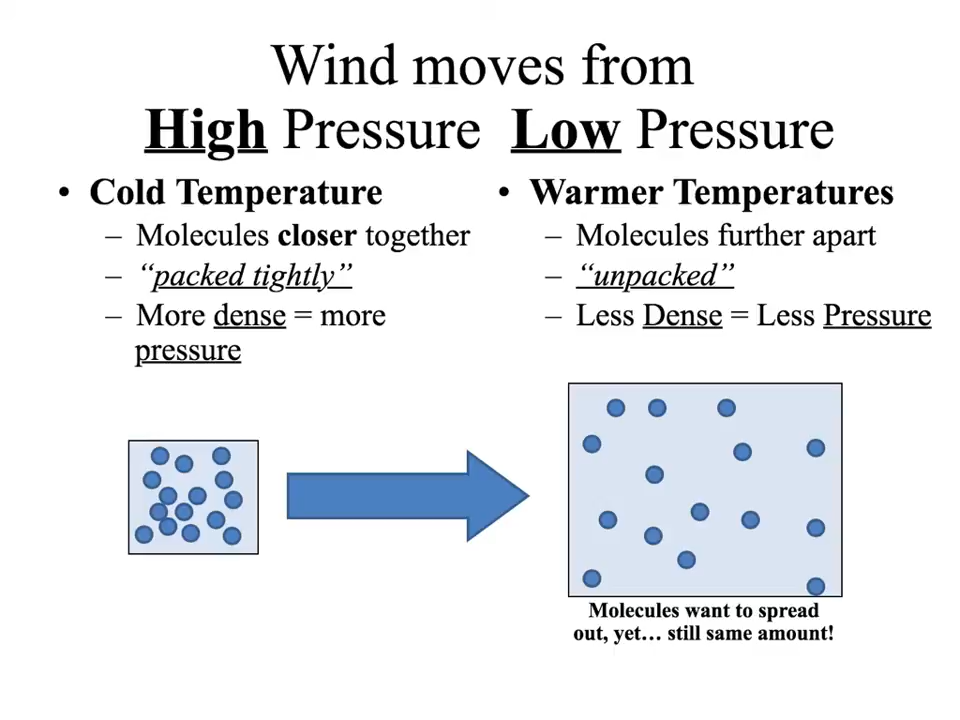 Wind moves from
High Pressure Low Pressure
• Cold Temperature
– Molecules closer together
– “packed tightly”
– More dense = more
pressure
• Warmer Temperatures
– Molecules further apart
– “unpacked”
– Less Dense = Less Pressure
Molecules want to spread
out, yet… still same amount!